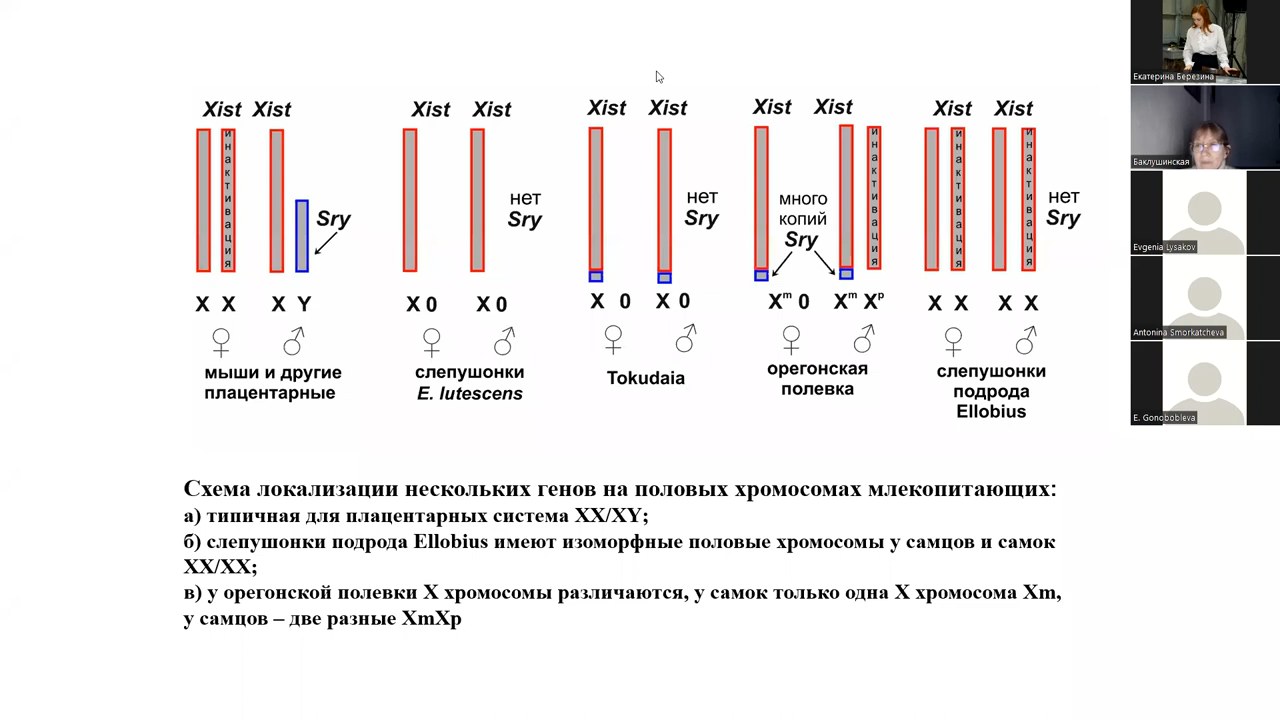 Xist Xist
инактивация
Sry
X X X Y
♀ ♂
мыши и другие
плацентарные
Xist Xist
нет
Sry
X 0 X 0
♀ ♂
слепушонки
E. lutescens
Xist Xist
нет
Sry
X 0 X 0
♀ ♂
Tokudaia
Xist Xist
инактивация
много
копий
Sry
Xm 0 Xm Xp
♀ ♂
орегонская
полевка
Xist Xist
инактивация
инактивация
нет
Sry
X X X X
♀ ♂
слепушонки
подрода
Ellobius
Схема локализации нескольких генов на половых хромосомах млекопитающих:
а) типичная для плацентарных система XX/XY;
б) слепушонки подрода Ellobius имеют изоморфные половые хромосомы у самцов и самок
XX/XX;
в) у орегонской полевки X хромосомы различаются, у самок только одна X хромосома Xm,
у самцов – две разные XmXp
Екатерина Березина
Баклушинская
Evgenia Lysakov
Antonina Smorkatcheva
E. Gonobobleva